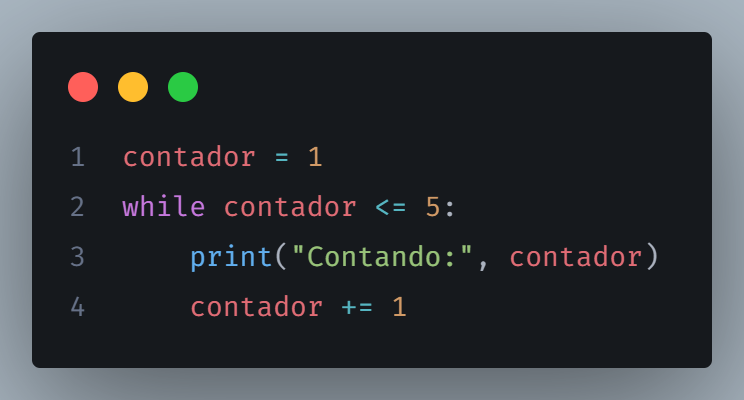 1 contador = 1
2 while contador <= 5:
3     print("Contando:", contador)
4     contador += 1